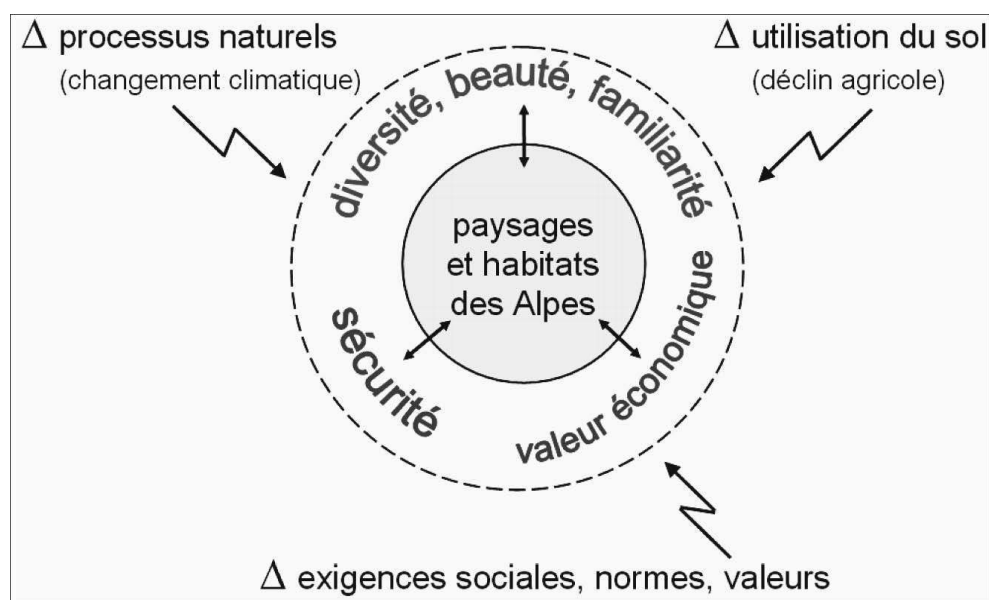 Δ processus naturels
(changement climatique)
Δ utilisation du sol
(déclin agricole)
diversité, beauté, familiarité
paysages
et habitats
des Alpes
sécurité
valeur économique
Δ exigences sociales, normes, valeurs